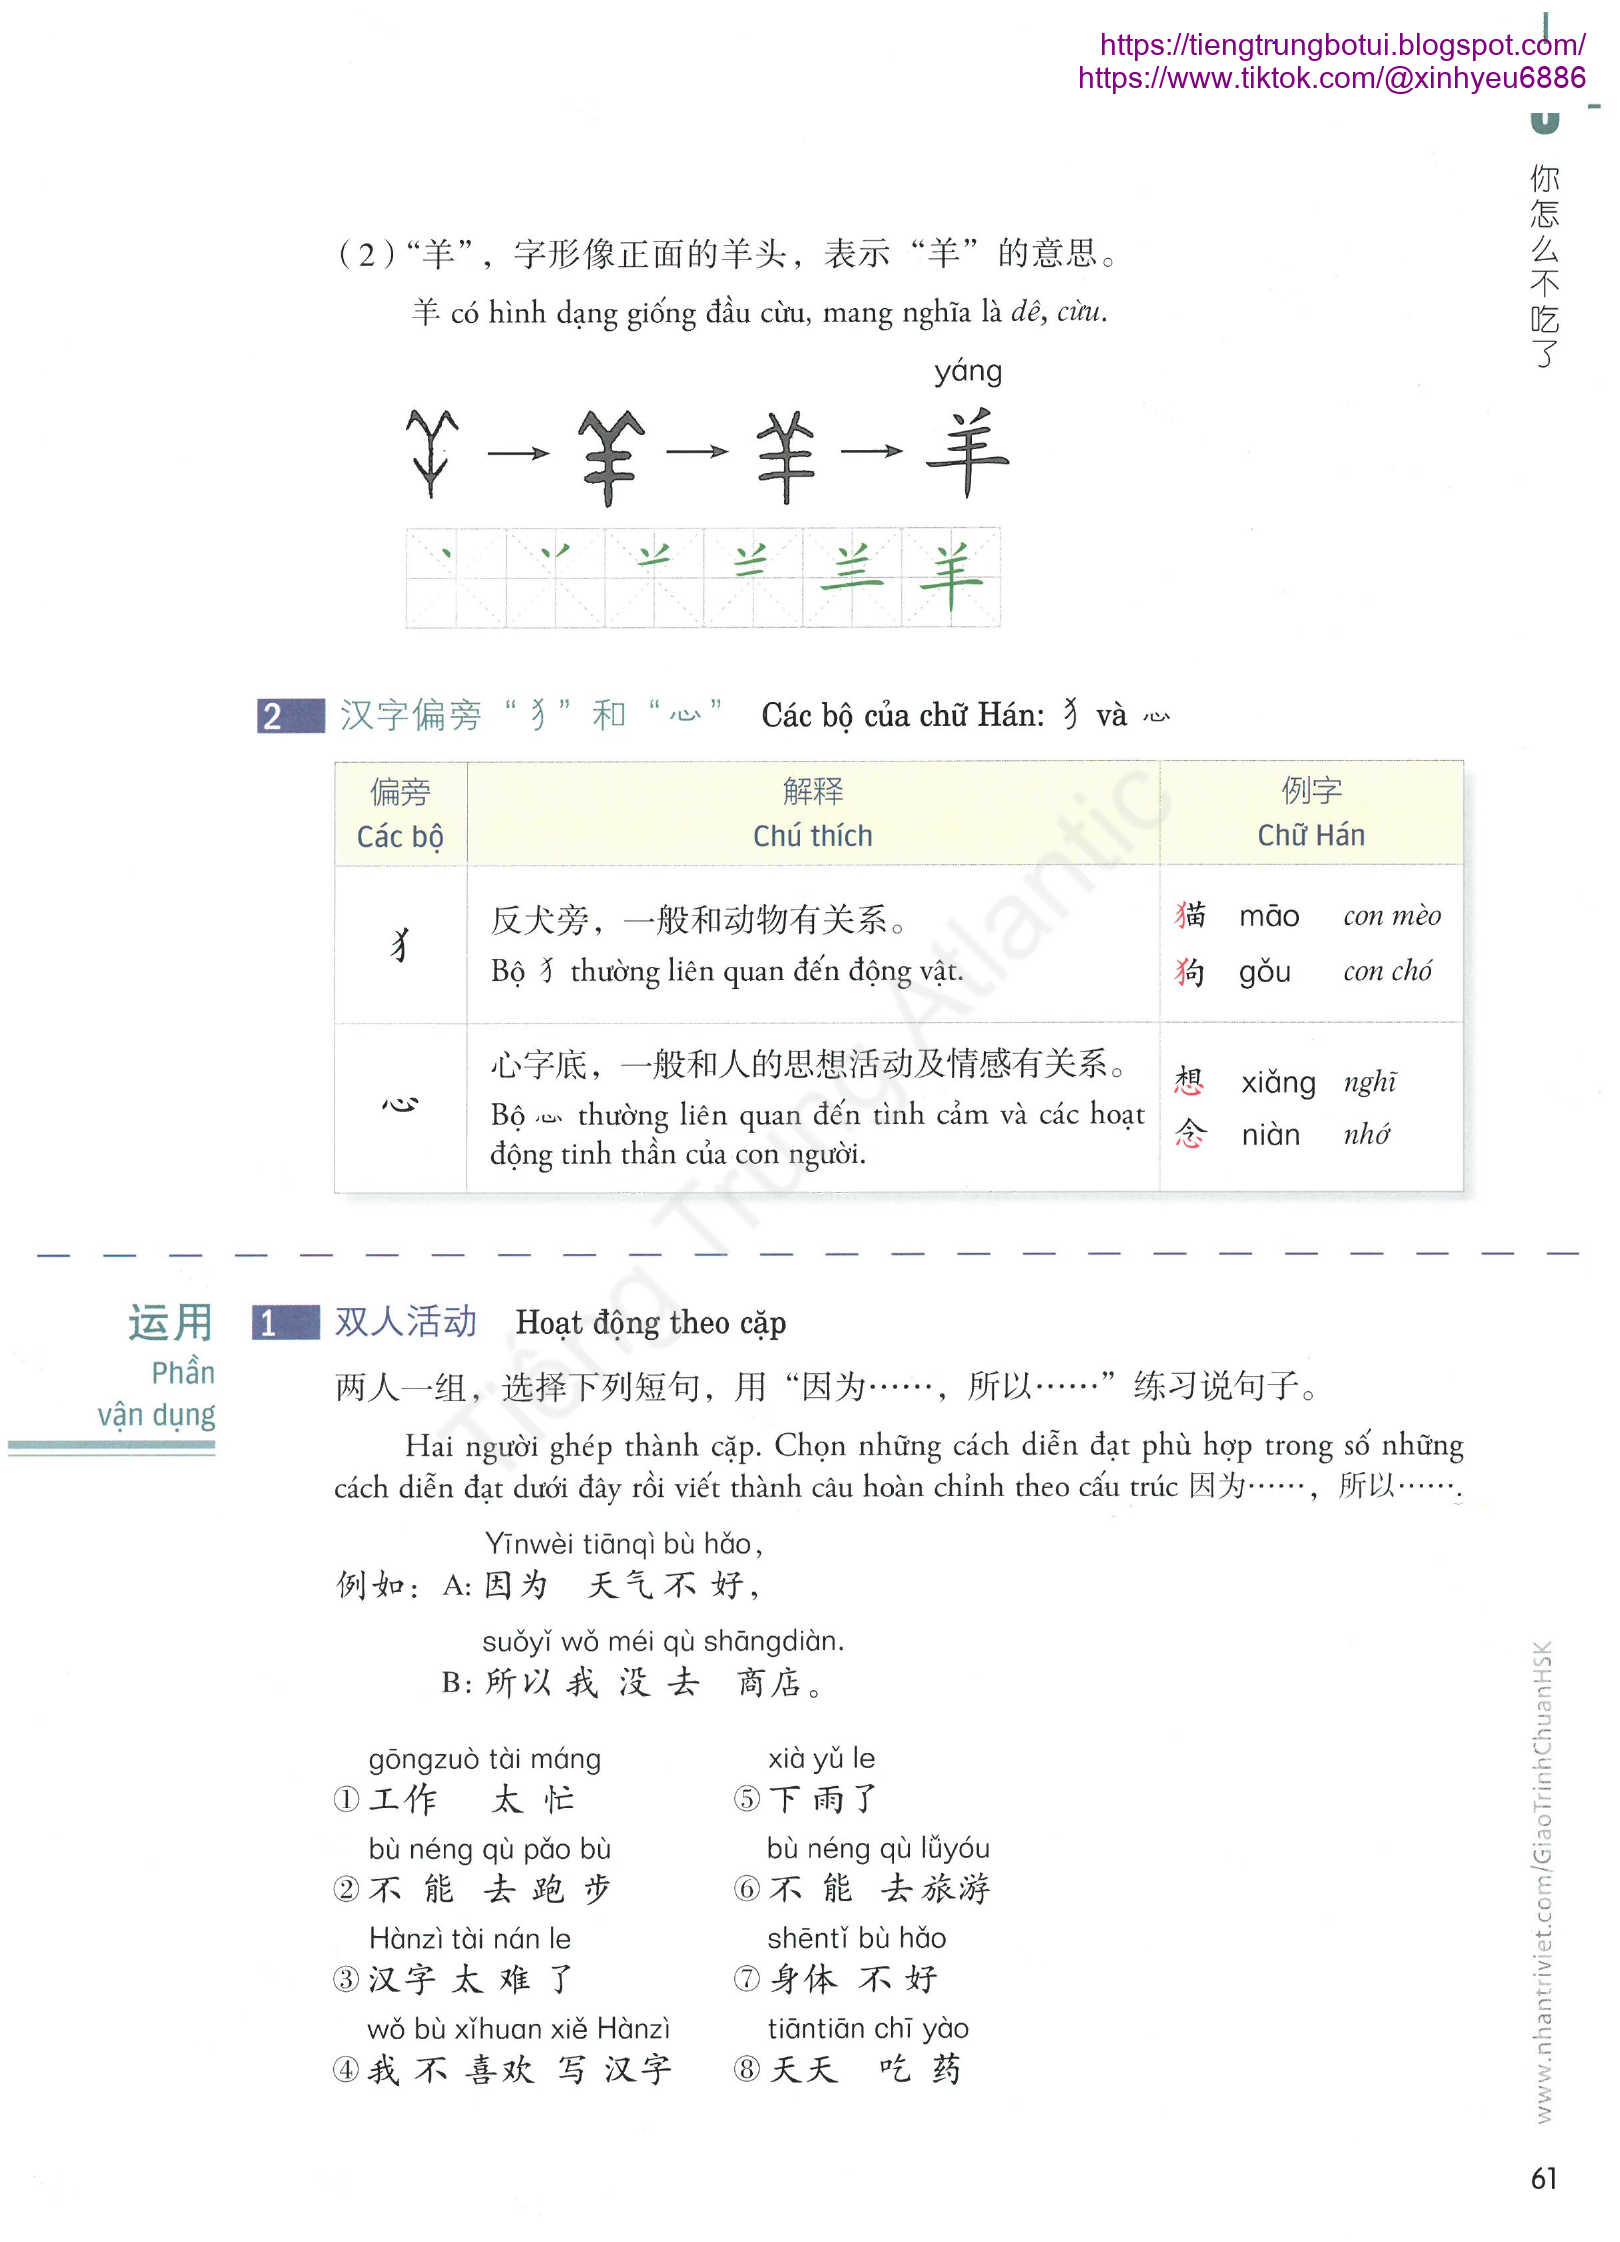 https://tiengtrungbotui.blogspot.com/
https://www.tiktok.com/@xinhyeu6886
你怎么不吃了
（2）“羊”，字形像正面的羊头，表示“羊”的意思。
羊 có hình dạng giống đầu cừu, mang nghĩa là dê, cừu.
yáng
羊
2 汉字偏旁“犭”和“心” Các bộ của chữ Hán: 犭 và 心
偏旁 解释 例字
Các bộ Chú thích Chữ Hán
犭
反犬旁，一般和动物有关系。
Bộ 犭 thường liên quan đến động vật.
猫 māo con mèo
狗 gǒu con chó
心
心字底，一般和人的思想活动及情感有关系。
Bộ 心 thường liên quan đến tình cảm và các hoạt
động tinh thần của con người.
想 xiǎng nghĩ
念 niàn nhớ
Tiếng Trung Atlantic
运用
Phần
vận dụng
1 双人活动 Hoạt động theo cặp
两人一组，选择下列短句，用“因为……，所以……”练习说句子。
Hai người ghép thành cặp. Chọn những cách diễn đạt phù hợp trong số những
cách diễn đạt dưới đây rồi viết thành câu hoàn chỉnh theo cấu trúc 因为……，所以…….
Yīnwèi tiānqì bù hǎo,
例如：A: 因为 天气不好，
suǒyǐ wǒ méi qù shāngdiàn.
B: 所以我没去 商店。
gōngzuò tài máng
① 工作 太忙
bù néng qù pǎo bù
② 不能去跑步
Hànzì tài nán le
③ 汉字太难了
wǒ bù xǐhuan xiě Hànzì
④ 我不喜欢写汉字
xià yǔ le
⑤ 下雨了
bù néng qù lǚyóu
⑥ 不能去旅游
shēntǐ bù hǎo
⑦ 身体不好
tiāntiān chī yào
⑧ 天天 吃药
www.nhantriviet.com/GiaoTrinhChuanHSK
61